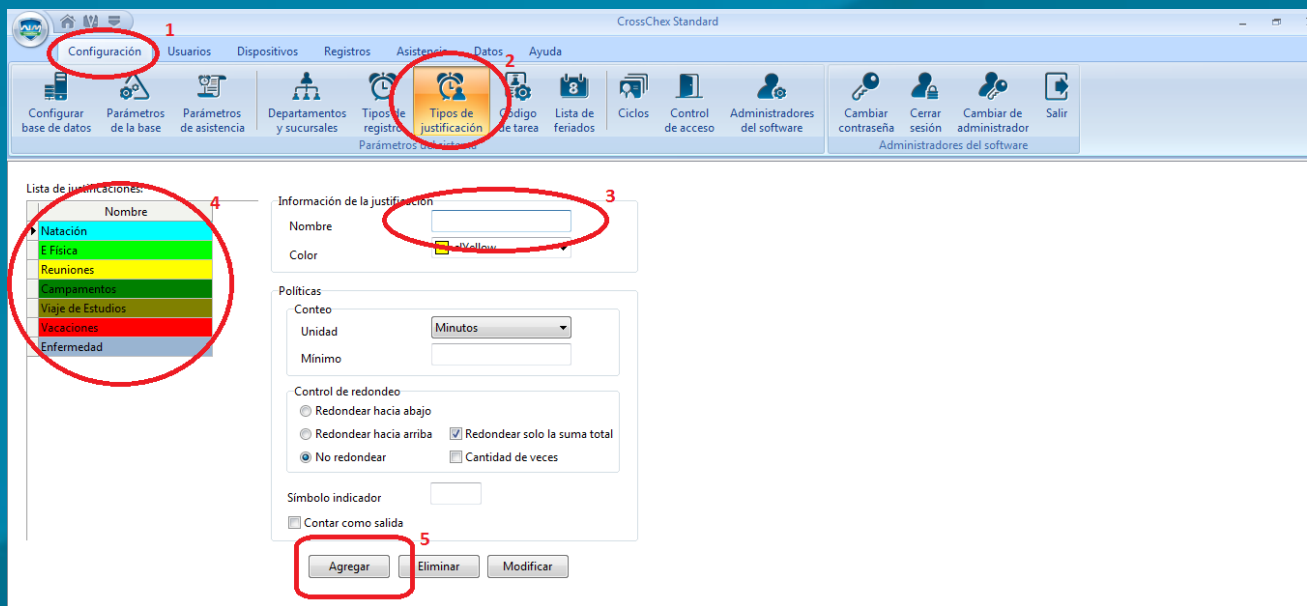 CrossChex Standard
1
Configuración Usuarios Dispositivos Registros Asistencia Datos Ayuda
2
Configurar base de datos
Parámetros de la base
Parámetros de asistencia
Departamentos y sucursales
Tipos de registro
Tipos de justificación
Código de tarea
Lista de feriados
8
Ciclos
Control de acceso
Administradores del software
Cambiar contraseña
Cerrar sesión
Cambiar de administrador
Salir
Parámetros del sistema
Administradores del software
Lista de justificaciones:
4
Nombre
Natación
E Física
Reuniones
Campamentos
Viaje de Estudios
Vacaciones
Enfermedad
Información de la justificación
3
Nombre
Color clYellow
Políticas
Conteo
Unidad Minutos
Mínimo
Control de redondeo
Redondear hacia abajo
Redondear hacia arriba Redondear solo la suma total
No redondear Cantidad de veces
Símbolo indicador
Contar como salida
5
Agregar Eliminar Modificar